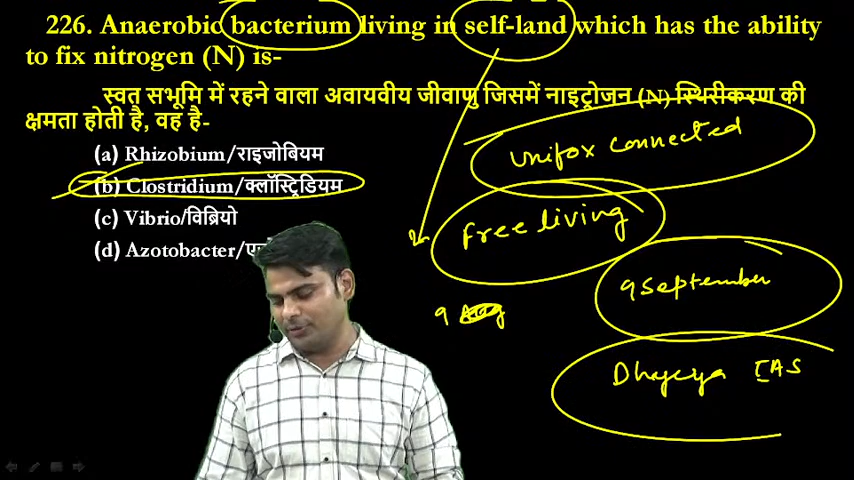 226. Anaerobic bacterium living in self-land which has the ability
to fix nitrogen (N) is-
स्वत सभूमि में रहने वाला अवायवीय जीवाणु जिसमें नाइट्रोजन (N) स्थिरीकरण की
क्षमता होती है, वह है-
(a) Rhizobium/राइजोबियम
(b) Clostridium/क्लॉस्ट्रिडियम
(c) Vibrio/विब्रियो
(d) Azotobacter/
Unifox connected
Free living
9 September
9
Dhyeya IAS